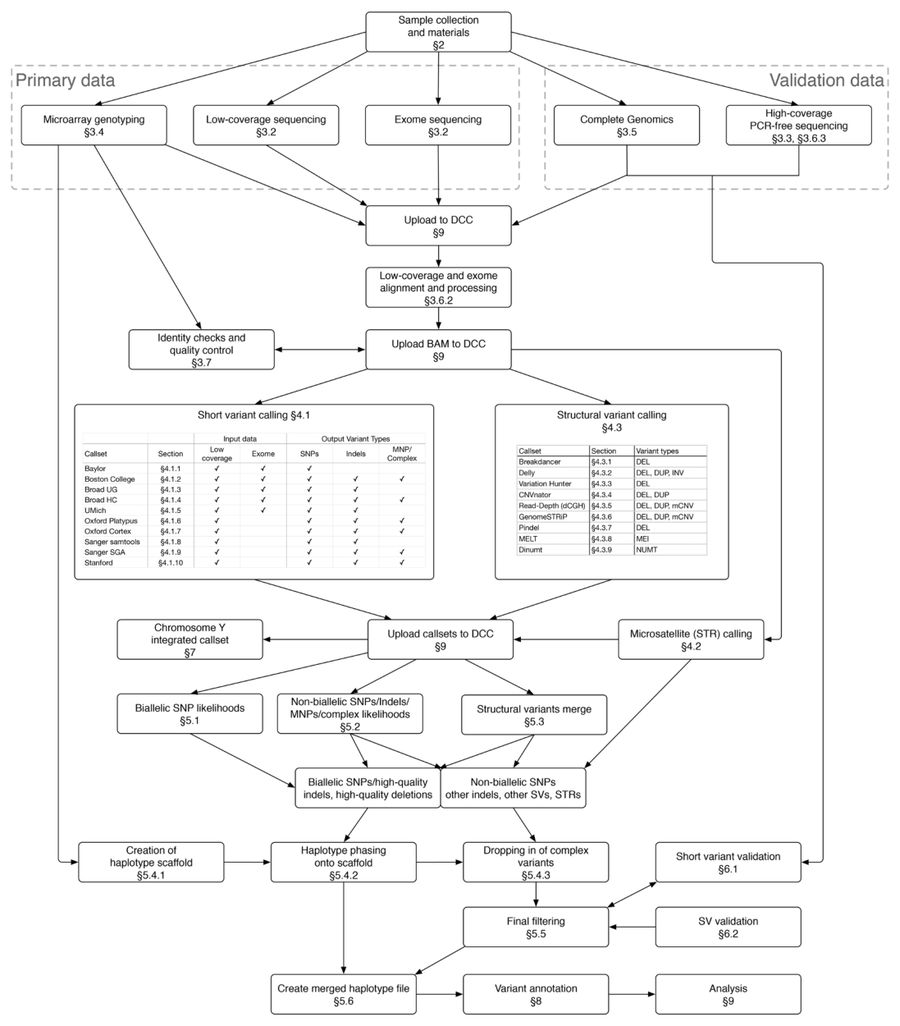 Sample collection
and materials
§2
Primary data
Validation data
Microarray genotyping
§3.4
Low-coverage sequencing
§3.2
Exome sequencing
§3.2
Complete Genomics
§3.5
High-coverage
PCR-free sequencing
§3.3, §3.6.3
Upload to DCC
§9
Low-coverage and exome
alignment and processing
§3.6.2
Identity checks and
quality control
§3.7
Upload BAM to DCC
§9
Short variant calling §4.1
Input data Output Variant Types
Callset Section Low coverage Exome SNPs Indels MNP/ Complex
Baylor §4.1.1 ✓ ✓ ✓
Boston College §4.1.2 ✓ ✓ ✓ ✓ ✓
Broad UG §4.1.3 ✓ ✓ ✓ ✓
Broad HC §4.1.4 ✓ ✓ ✓ ✓ ✓
UMich §4.1.5 ✓ ✓ ✓ ✓
Oxford Platypus §4.1.6 ✓ ✓ ✓ ✓
Oxford Cortex §4.1.7 ✓ ✓ ✓ ✓
Sanger samtools §4.1.8 ✓ ✓ ✓
Sanger SGA §4.1.9 ✓ ✓ ✓ ✓
Stanford §4.1.10 ✓ ✓ ✓ ✓
Structural variant calling
§4.3
Callset Section Variant types
Breakdancer §4.3.1 DEL
Delly §4.3.2 DEL, DUP, INV
Variation Hunter §4.3.3 DEL
CNVnator §4.3.4 DEL, DUP
Read-Depth (dCGH) §4.3.5 DEL, DUP, mCNV
GenomeSTRiP §4.3.6 DEL, DUP, mCNV
Pindel §4.3.7 DEL
MELT §4.3.8 MEI
Dinumt §4.3.9 NUMT
Chromosome Y
integrated callset
§7
Upload callsets to DCC
§9
Microsatellite (STR) calling
§4.2
Biallelic SNP likelihoods
§5.1
Non-biallelic SNPs/Indels/
MNPs/complex likelihoods
§5.2
Structural variants merge
§5.3
Biallelic SNPs/high-quality
indels, high-quality deletions
Non-biallelic SNPs
other indels, other SVs, STRs
Creation of
haplotype scaffold
§5.4.1
Haplotype phasing
onto scaffold
§5.4.2
Dropping in of complex
variants
§5.4.3
Short variant validation
§6.1
Final filtering
§5.5
SV validation
§6.2
Create merged haplotype file
§5.6
Variant annotation
§8
Analysis
§9